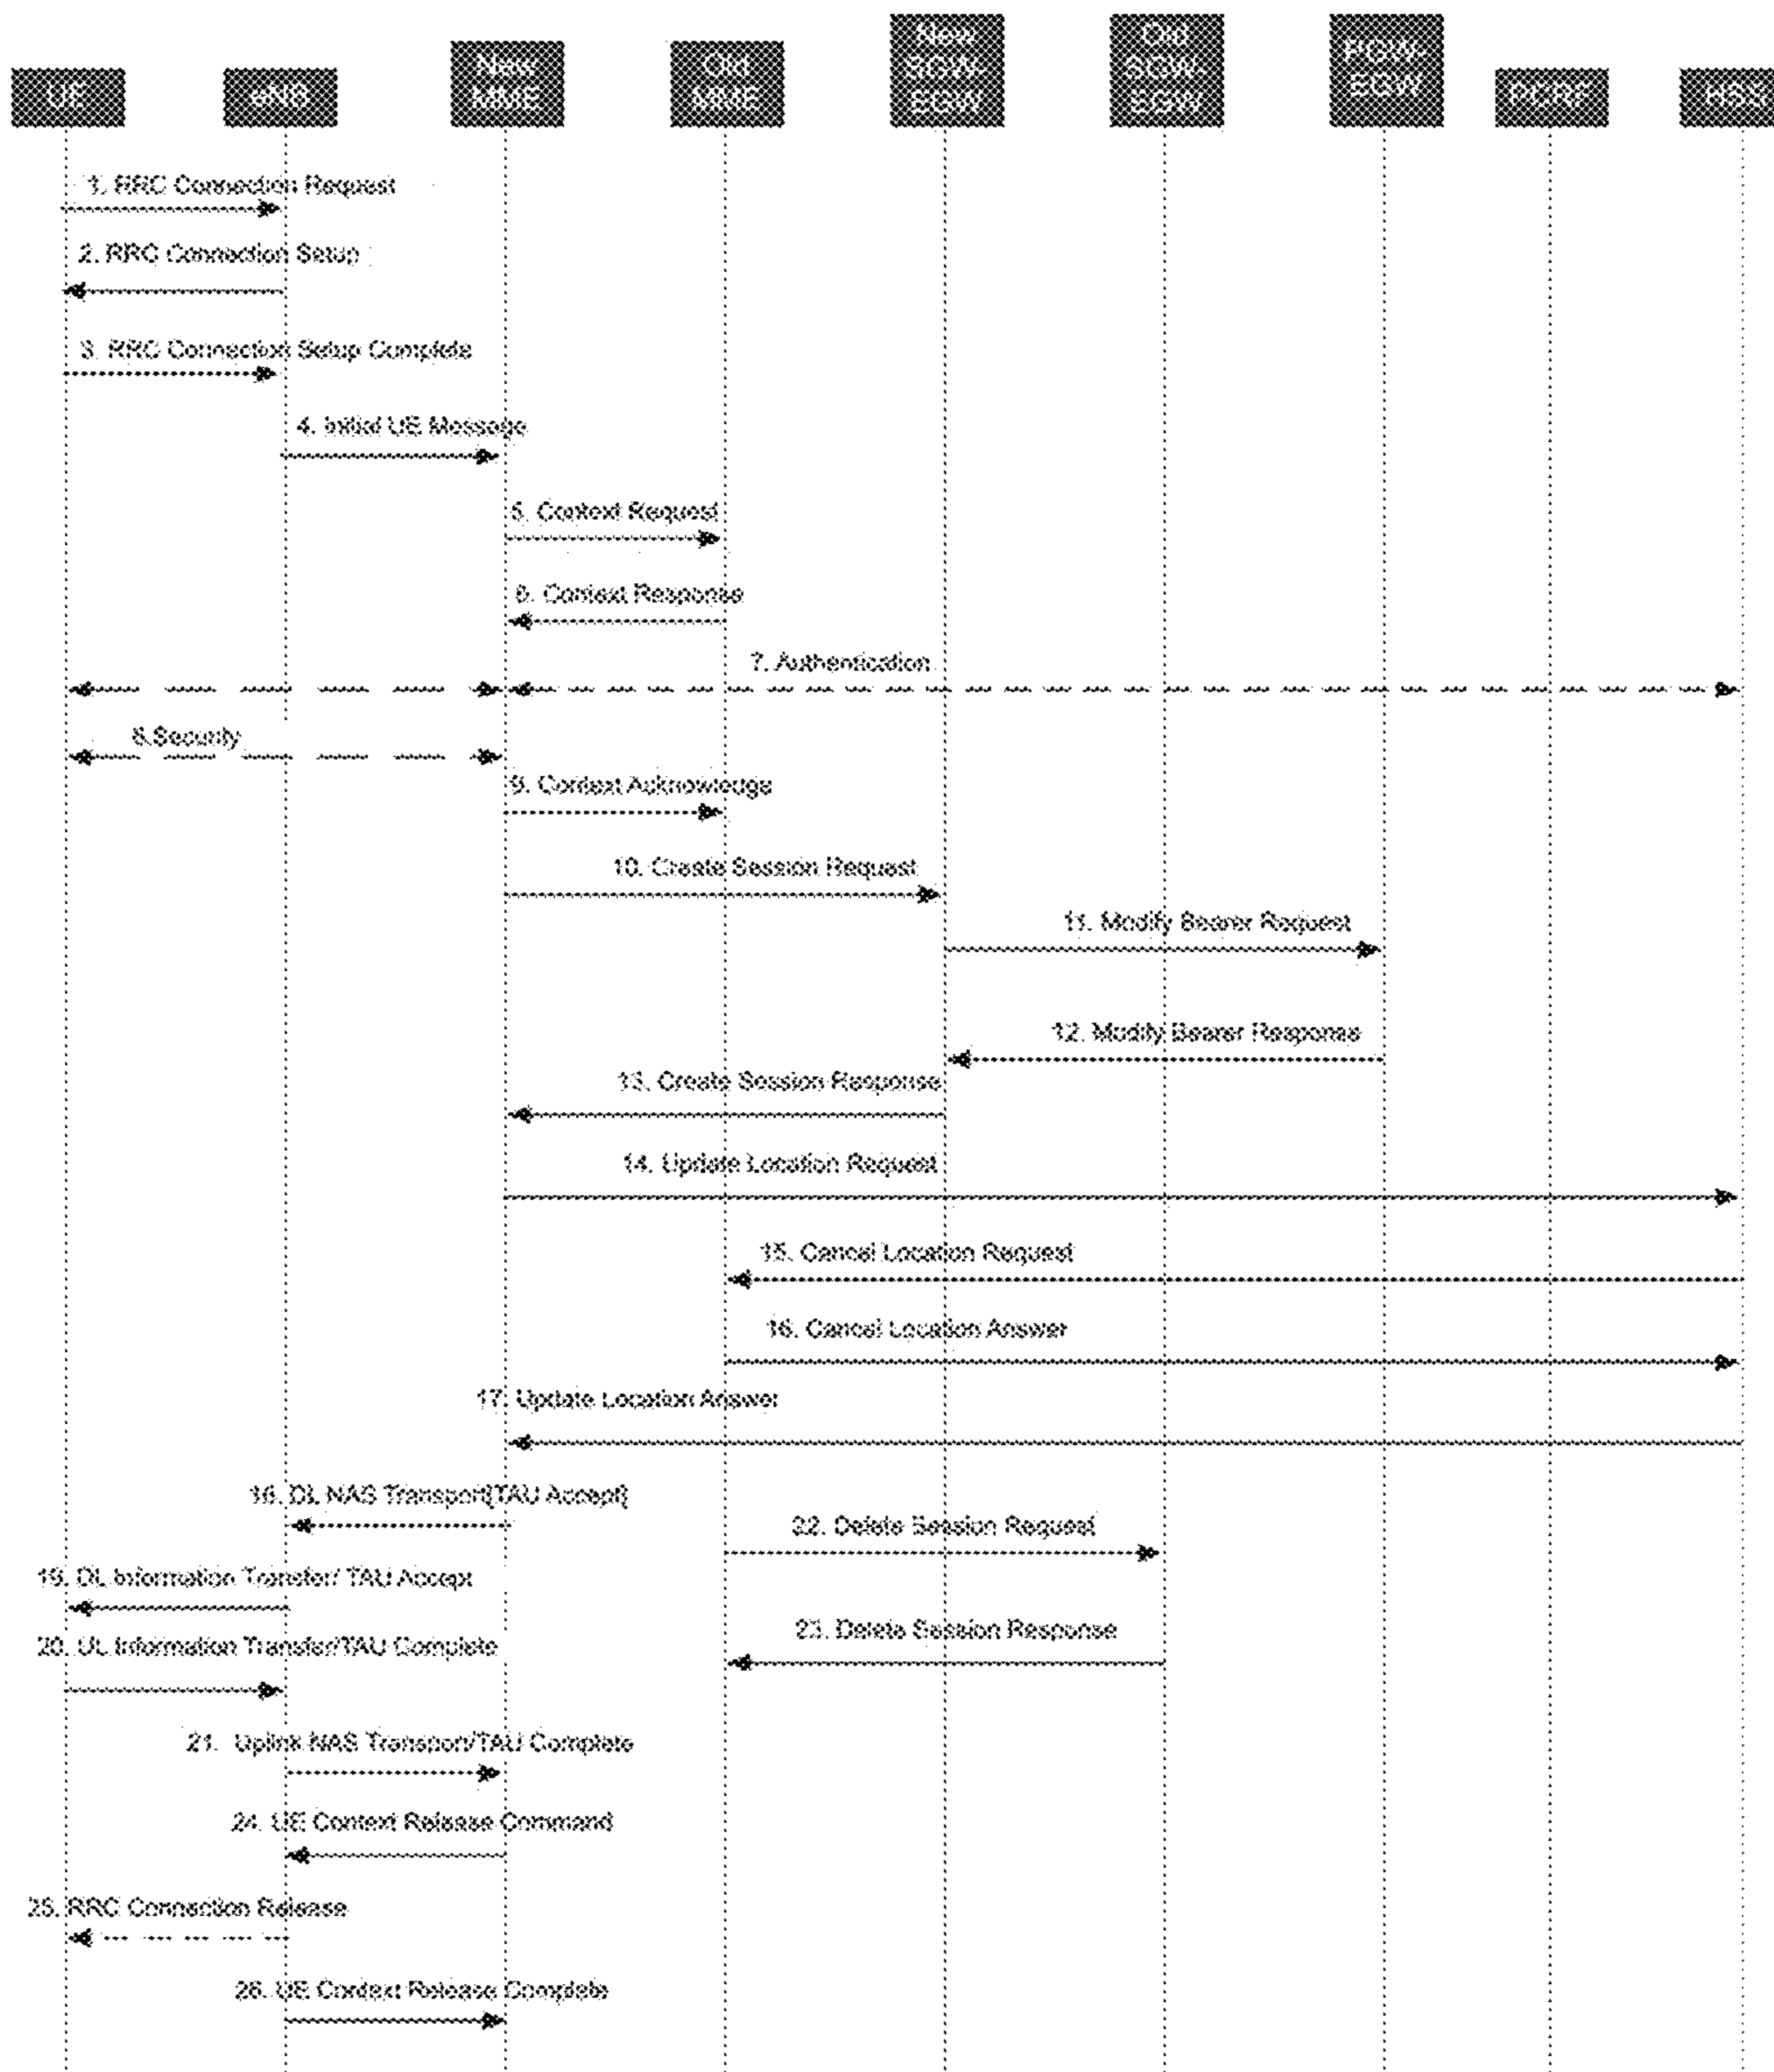 UE
eNB
New
MME
Old
MME
New
SGW-
EGW
Old
SGW-
EGW
PGW-
EGW
PCRF
HSS
1. RRC Connection Request
2. RRC Connection Setup
3. RRC Connection Setup Complete
4. Initial UE Message
5. Context Request
6. Context Response
7. Authentication
8.Security
9. Context Acknowledge
10. Create Session Request
11. Modify Bearer Request
12. Modify Bearer Response
13. Create Session Response
14. Update Location Request
15. Cancel Location Request
16. Cancel Location Answer
17. Update Location Answer
18. DL NAS Transport[TAU Accept]
22. Delete Session Request
19. DL Information Transfer/ TAU Accept
23. Delete Session Response
20. UL Information Transfer/TAU Complete
21. Uplink NAS Transport/TAU Complete
24. UE Context Release Command
25. RRC Connection Release
26. UE Context Release Complete